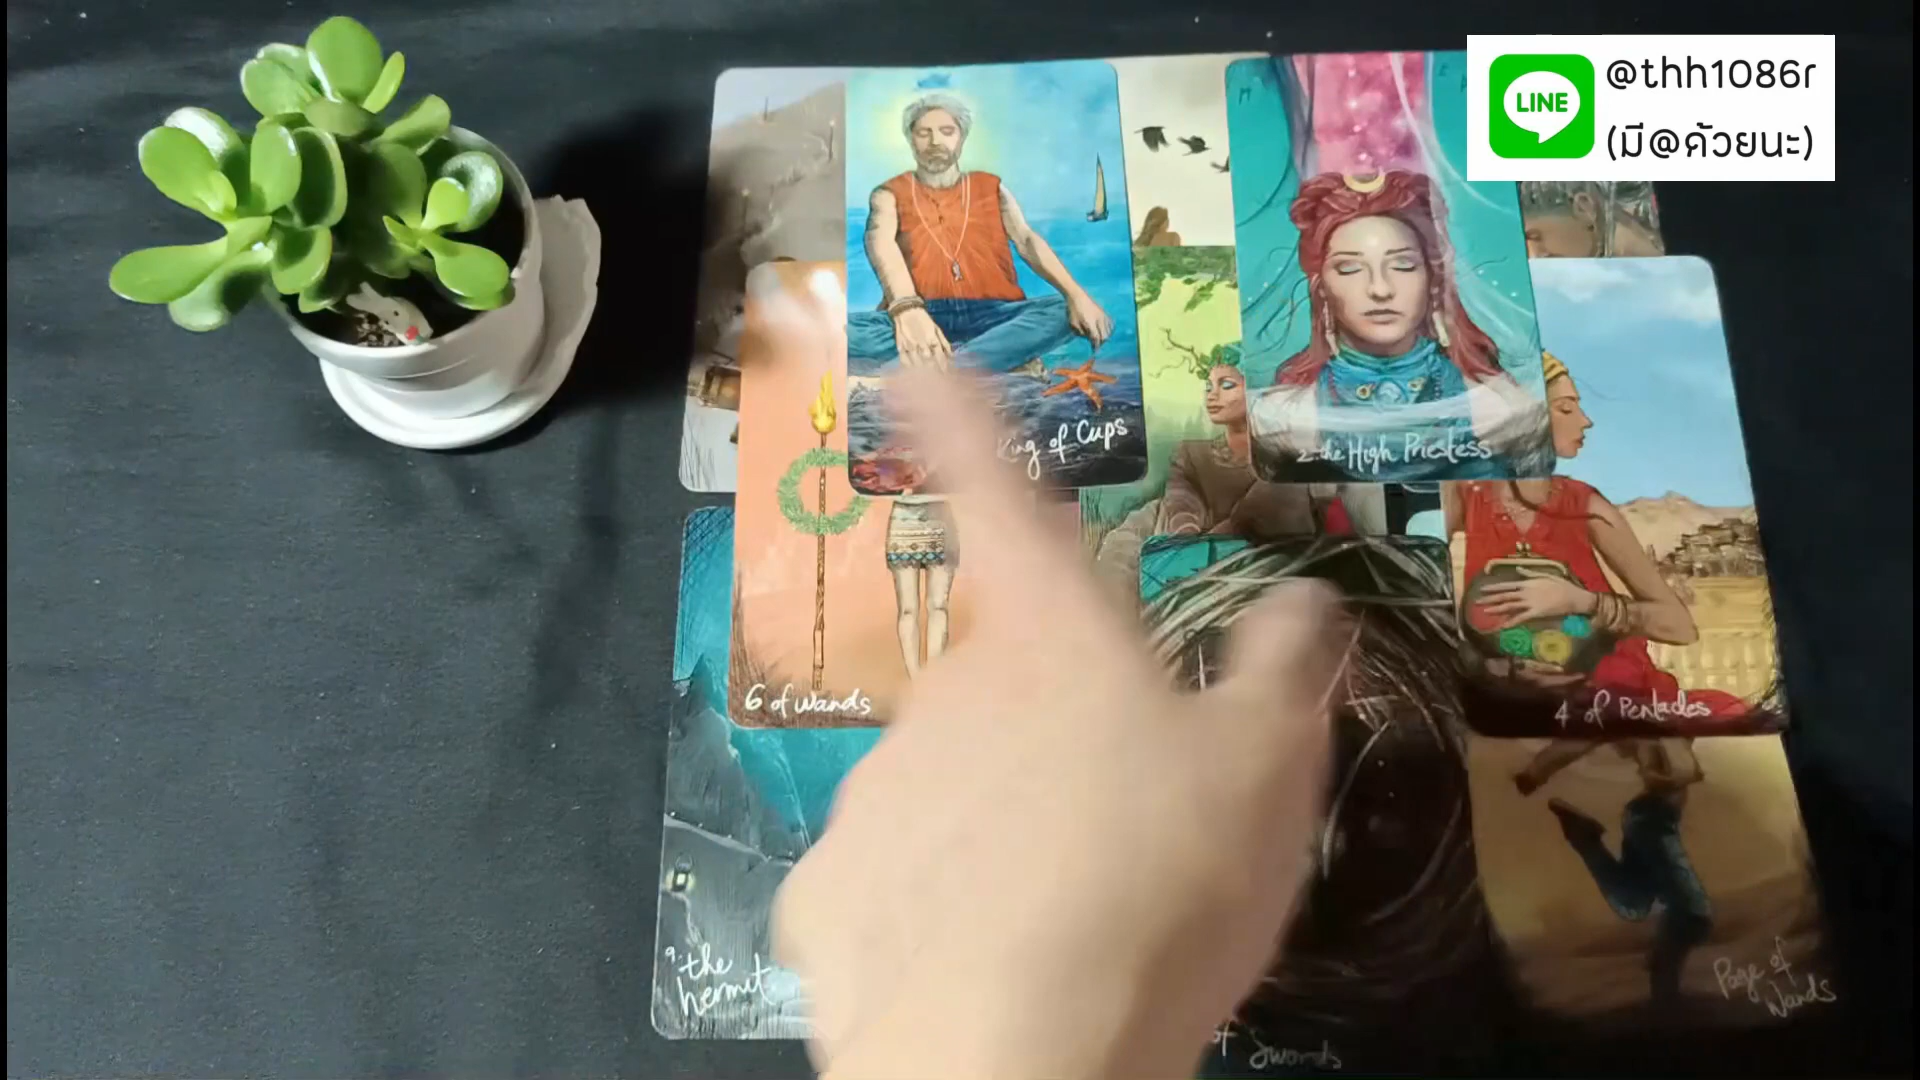 LINE
@thh1086r
(มี@ด้วยนะ)
King of Cups
2 the High Priestess
6 of Wands
4 of Pentacles
9. the
hermit
Page of
Wands
of Swords